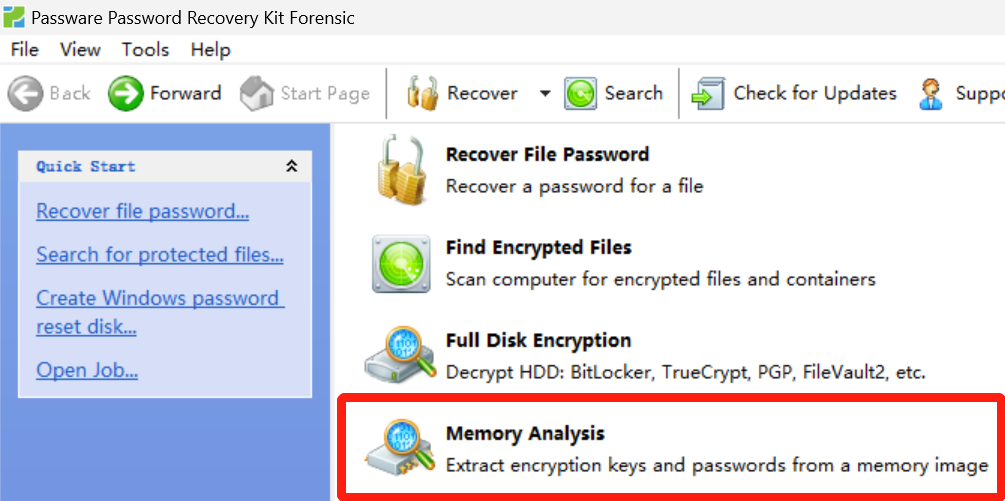 Passware Password Recovery Kit Forensic
File View Tools Help
Back Forward Start Page Recover Search Check for Updates
Quick Start
Recover file password...
Search for protected files...
Create Windows password
reset disk...
Open Job...
Recover File Password
Recover a password for a file
Find Encrypted Files
Scan computer for encrypted files and containers
Full Disk Encryption
Decrypt HDD: BitLocker, TrueCrypt, PGP, FileVault2, etc.
Memory Analysis
Extract encryption keys and passwords from a memory image